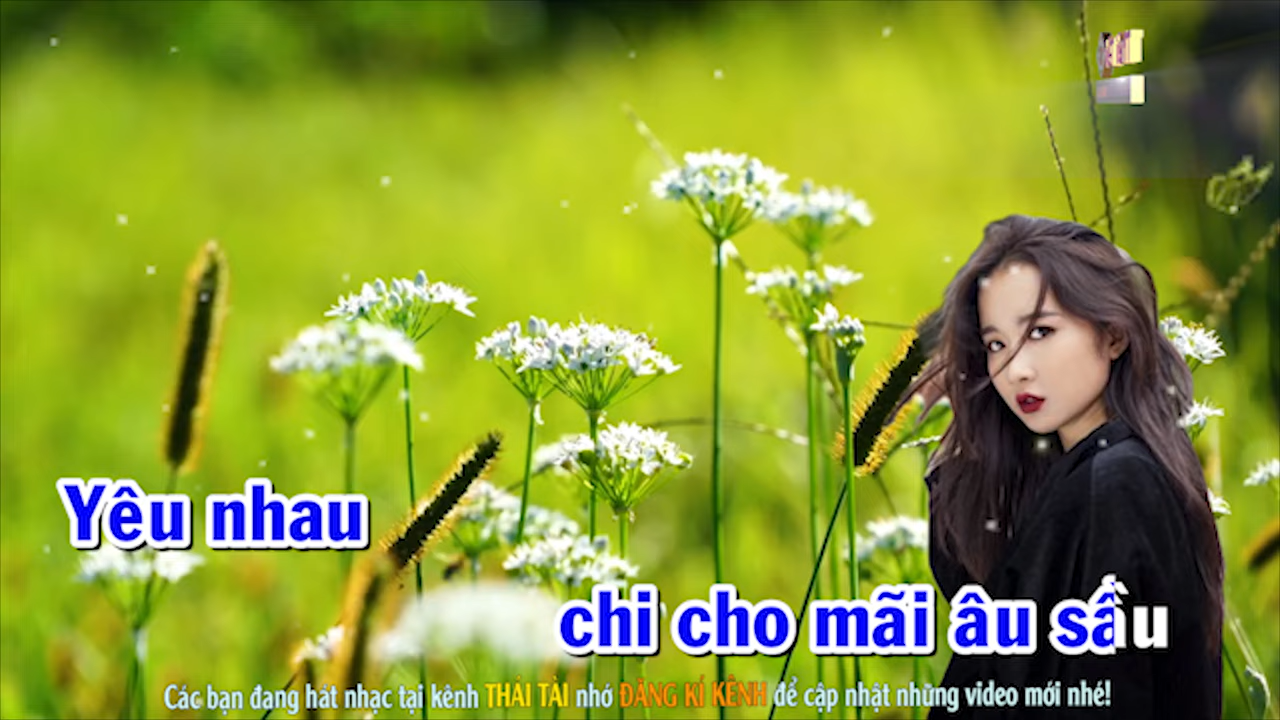 Yêu nhau
chi cho mãi âu sầu
Các bạn đang hát nhạc tại kênh THÁI TÀI nhớ ĐĂNG KÍ KÊNH để cập nhật những video mới nhé!